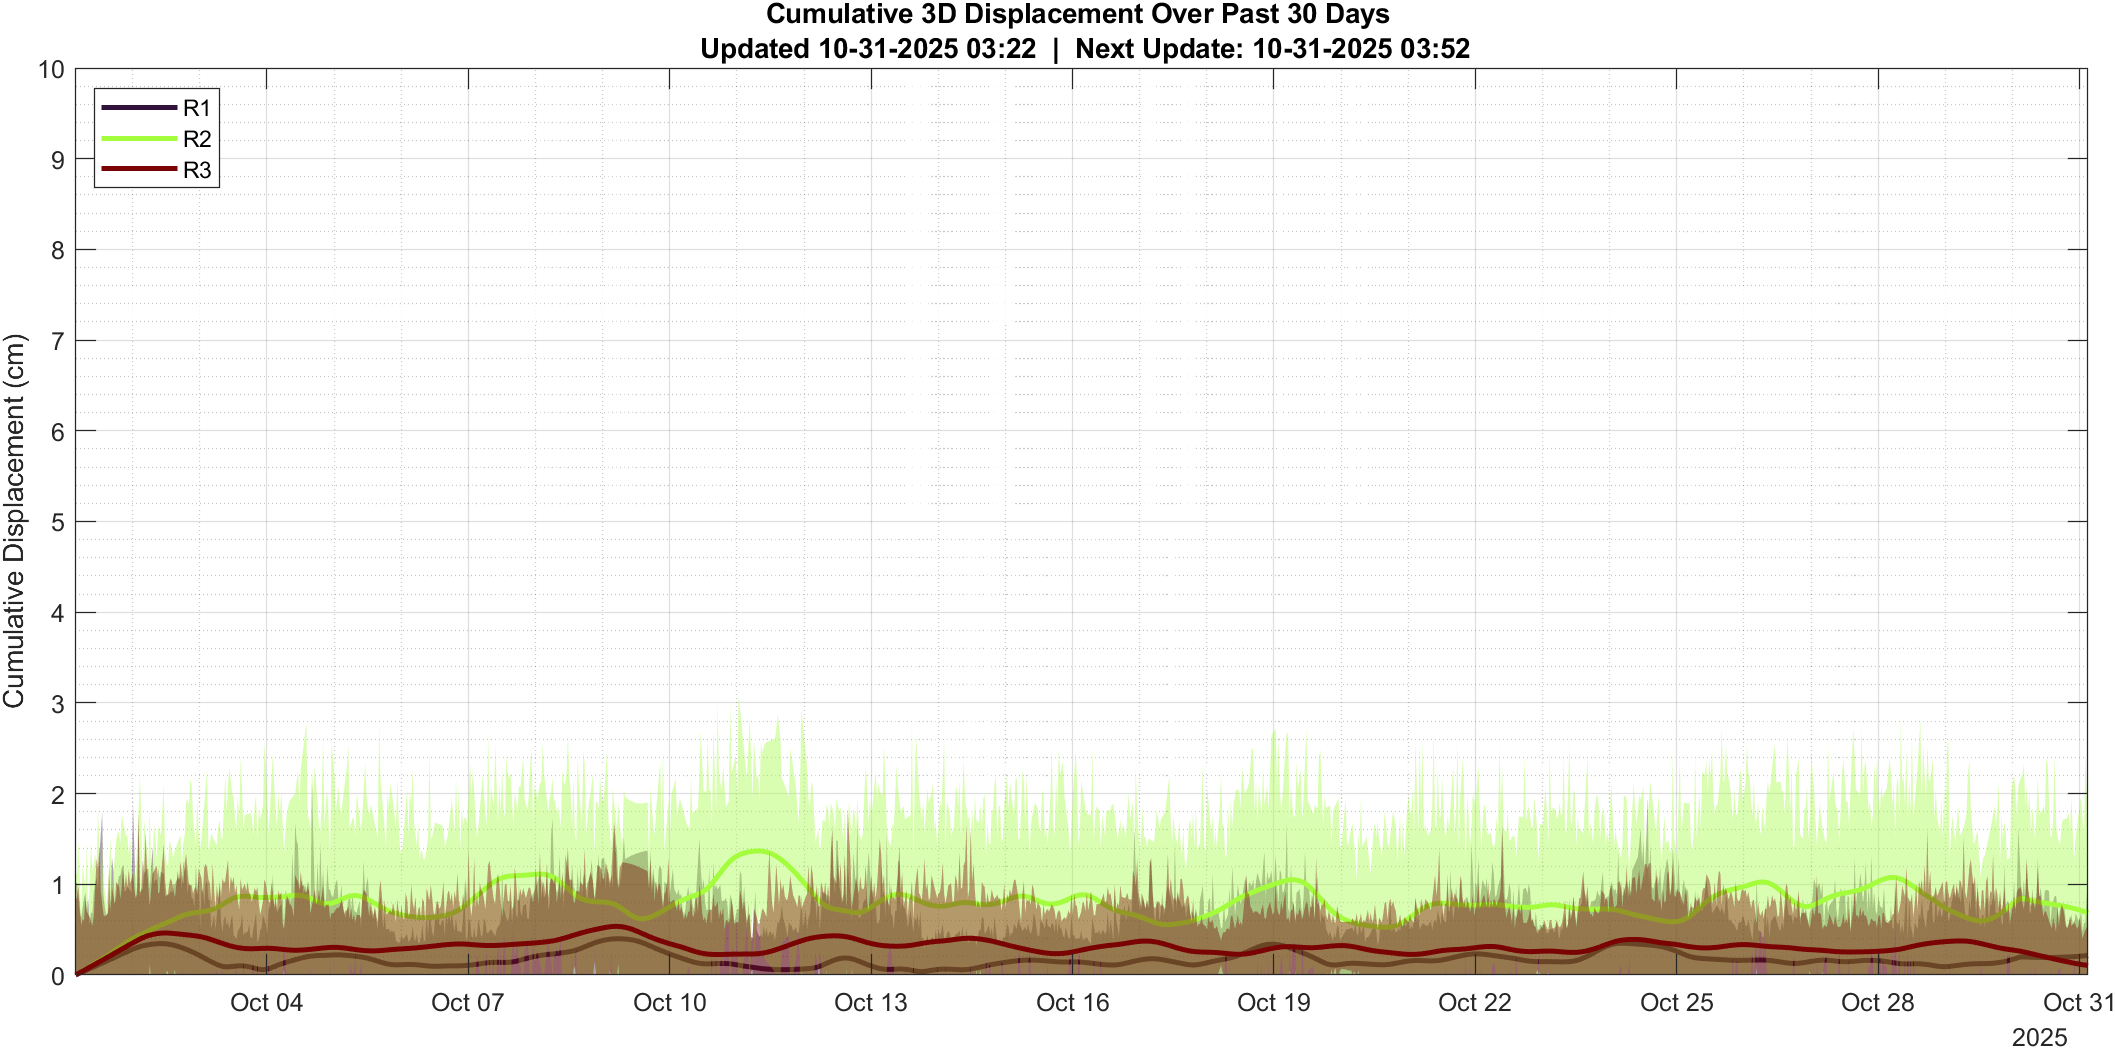 Cumulative 3D Displacement Over Past 30 Days
Updated 10-31-2025 03:22 | Next Update: 10-31-2025 03:52
R1
R2
R3
Cumulative Displacement (cm)
10
9
8
7
6
5
4
3
2
1
0
Oct 04
Oct 07
Oct 10
Oct 13
Oct 16
Oct 19
Oct 22
Oct 25
Oct 28
Oct 31
2025